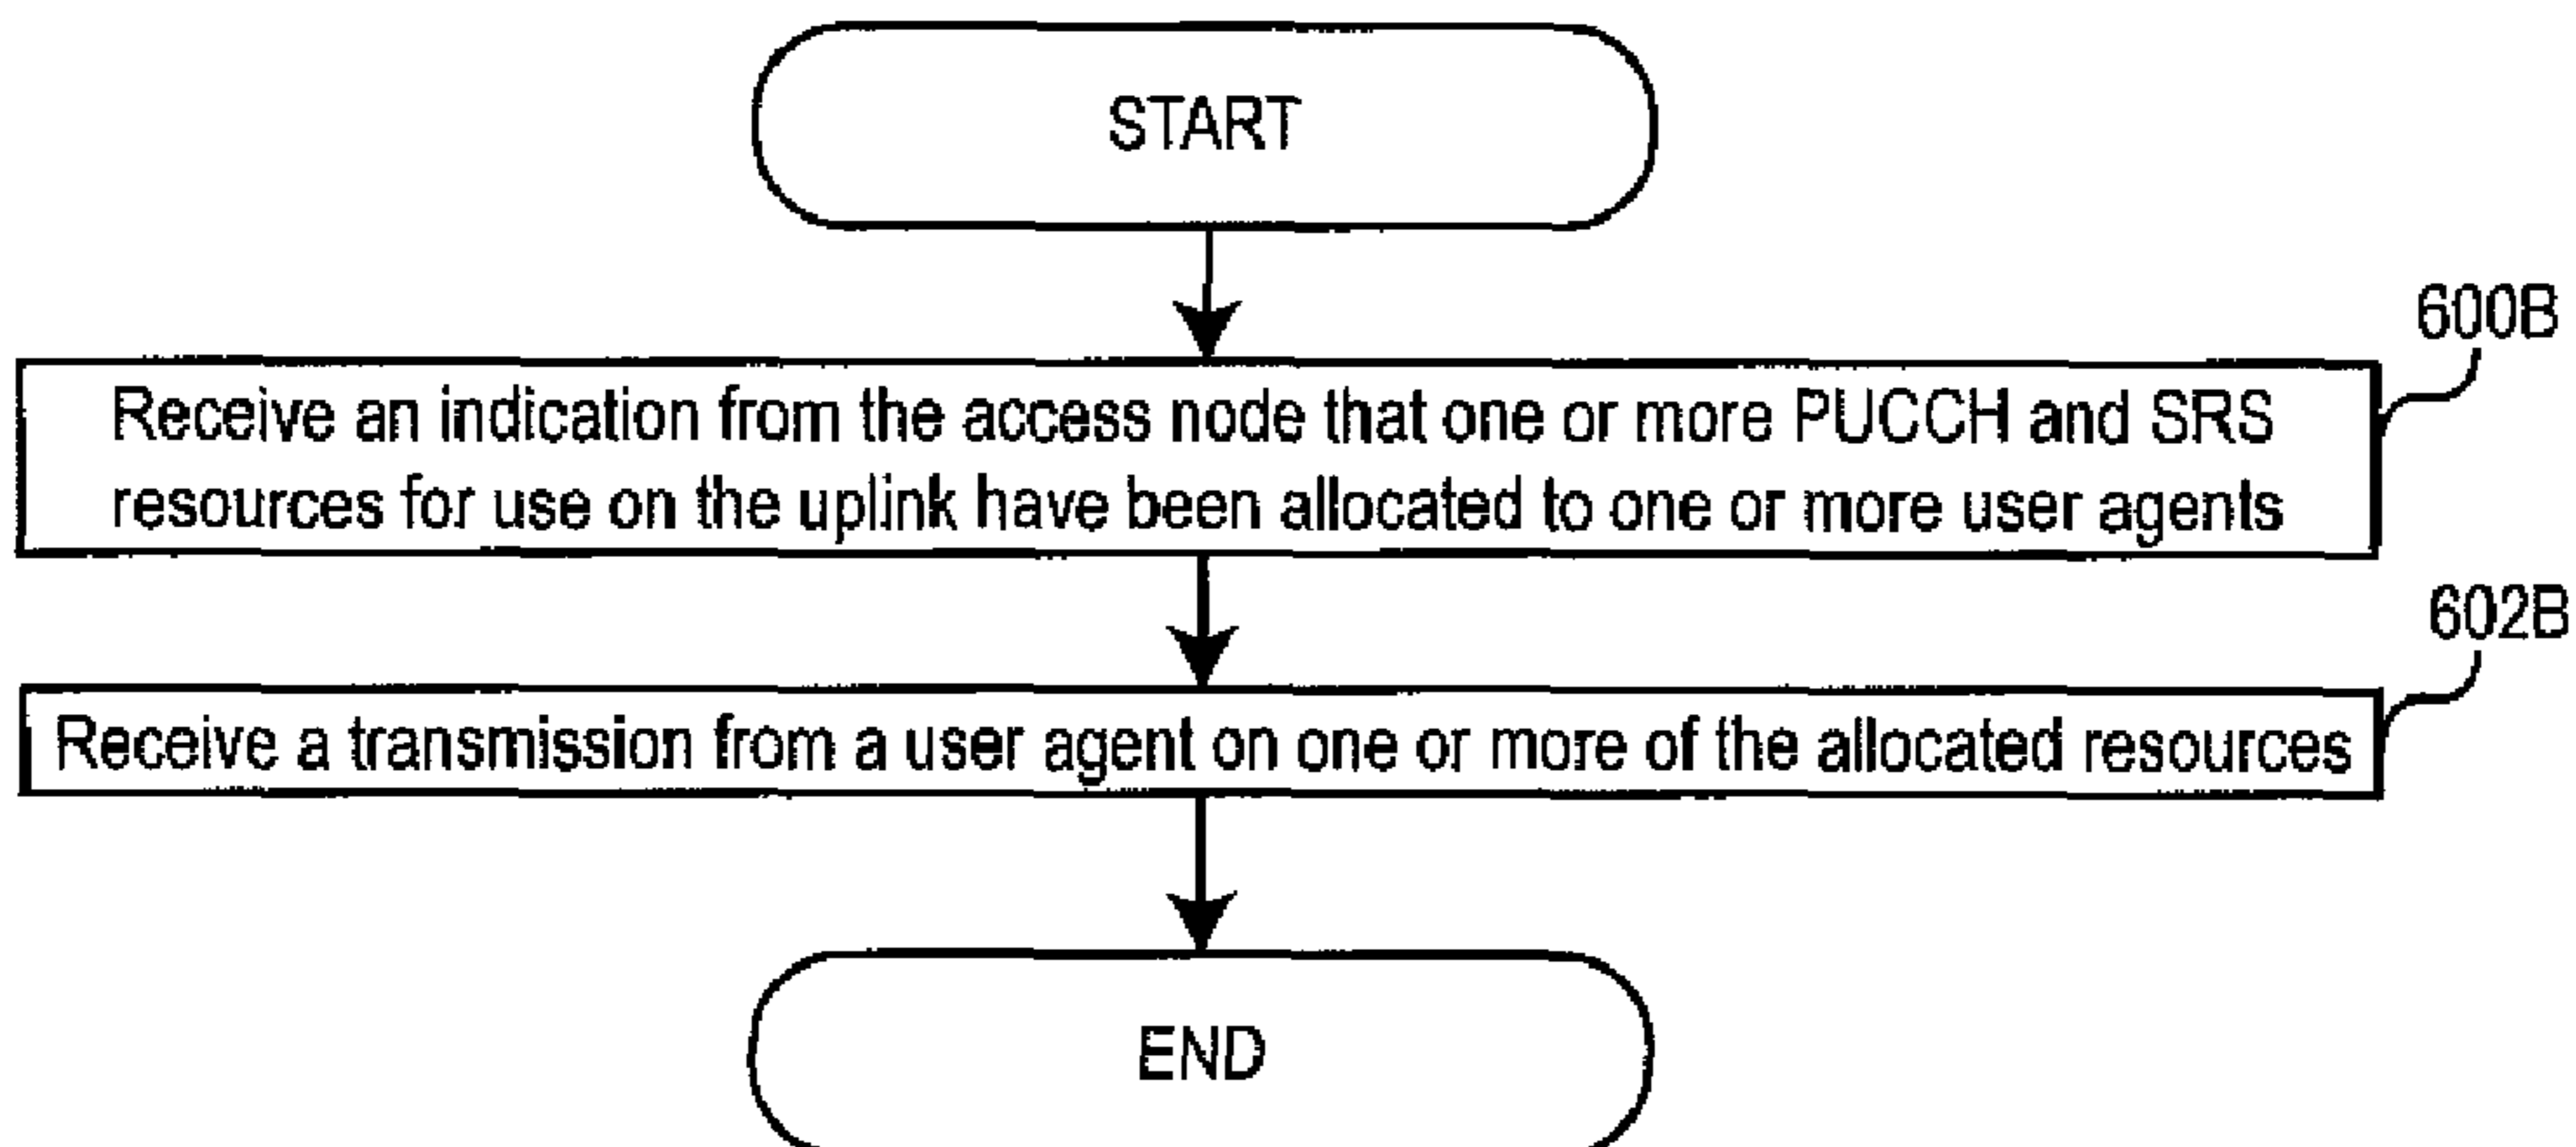 START
600B
Receive an indication from the access node that one or more PUCCH and SRS
resources for use on the uplink have been allocated to one or more user agents
602B
Receive a transmission from a user agent on one or more of the allocated resources
END